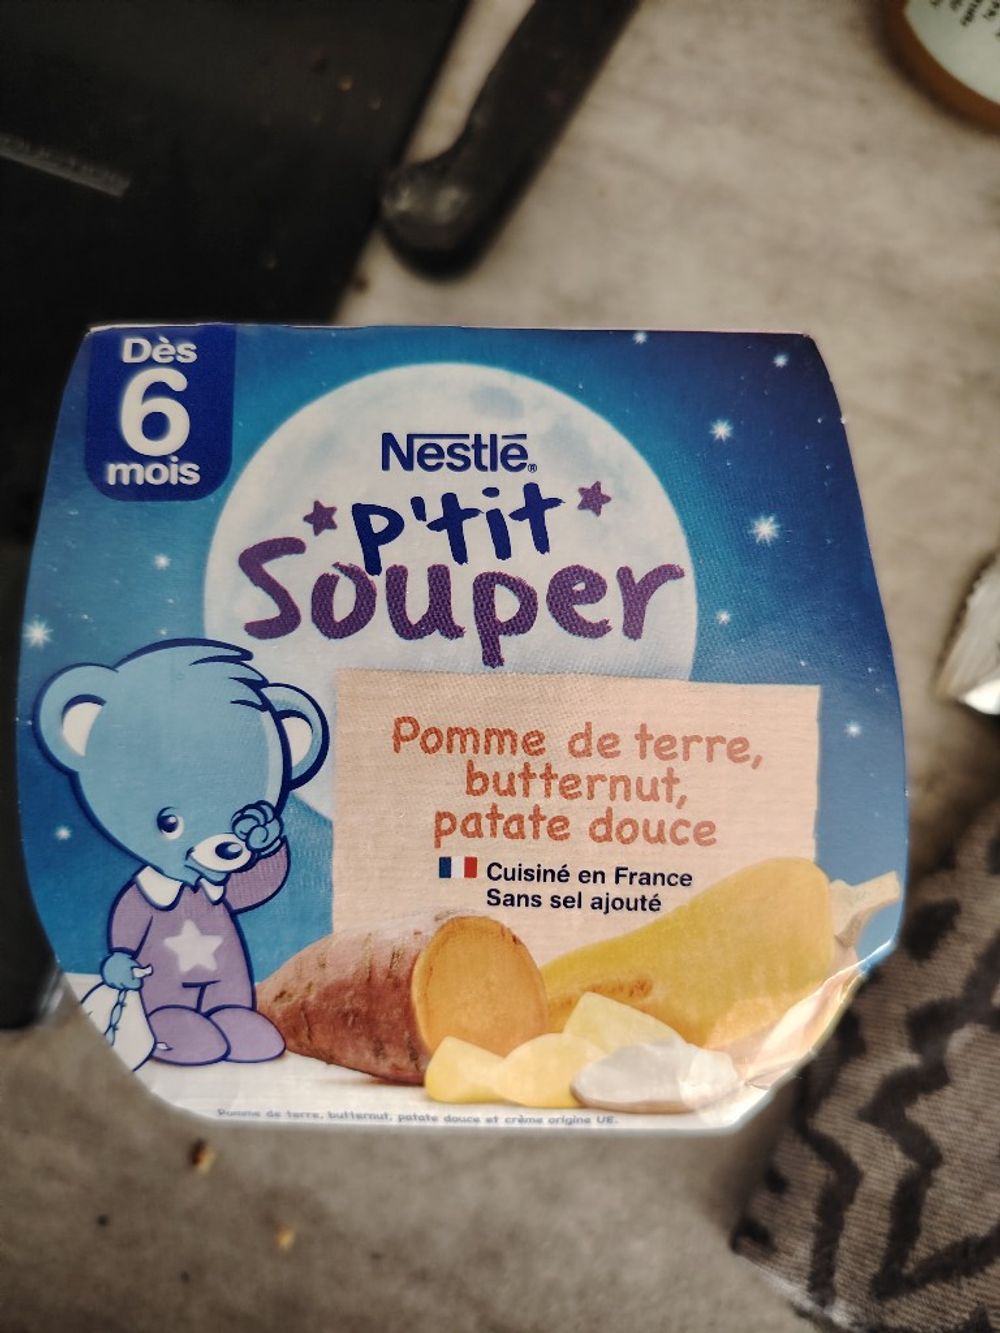 Dès
6
mois
Nestlé®
P'tit
Souper
Pomme de terre,
butternut,
patate douce
Cuisiné en France
Sans sel ajouté
Pomme de terre, butternut, patate douce et crème origine UE.